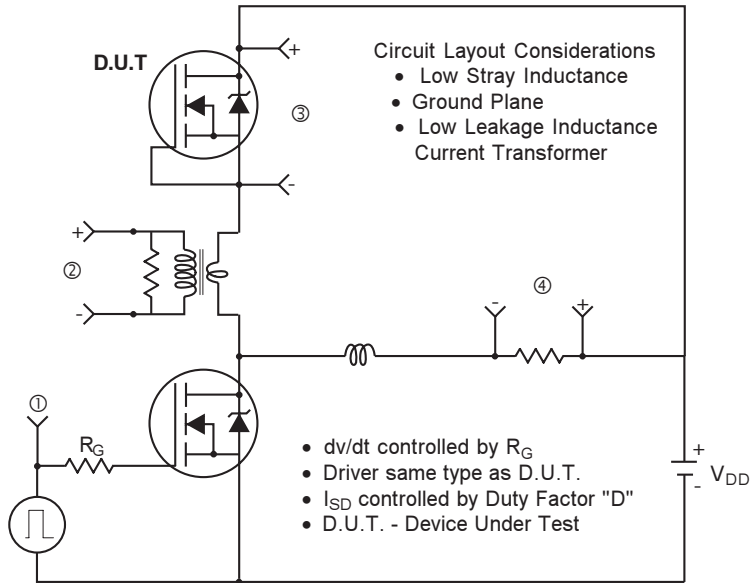 D.U.T
+
③
-
Circuit Layout Considerations
• Low Stray Inductance
• Ground Plane
• Low Leakage Inductance
Current Transformer
+
②
-
-
④
+
①
RG
• dv/dt controlled by RG
• Driver same type as D.U.T.
• ISD controlled by Duty Factor "D"
• D.U.T. - Device Under Test
+
VDD
-